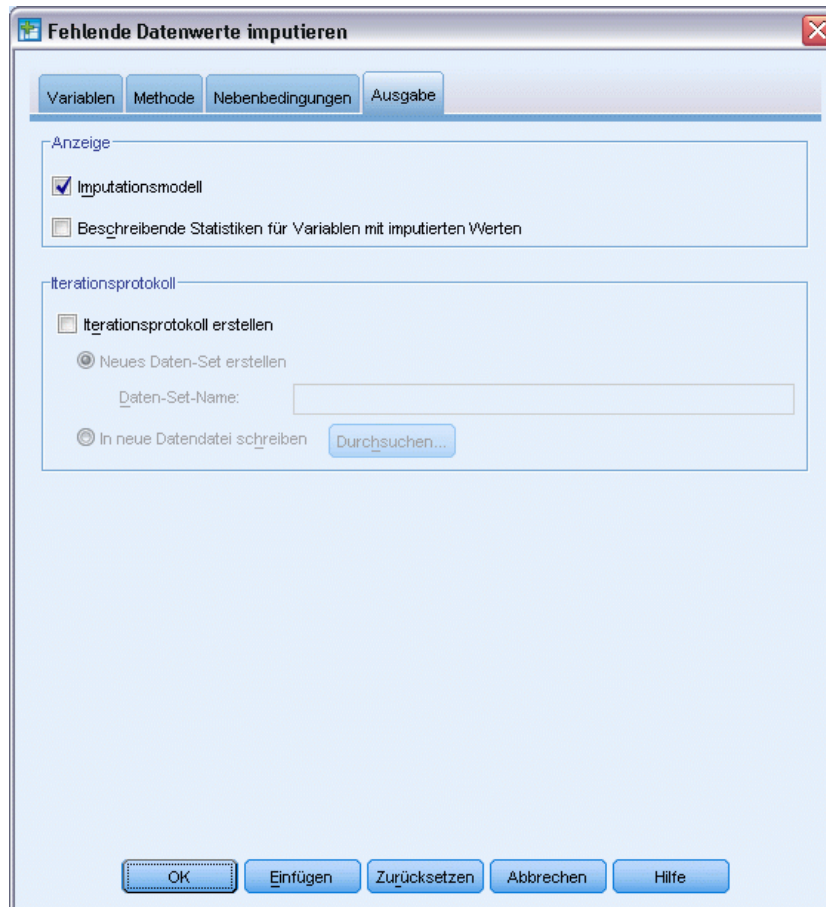 Fehlende Datenwerte imputieren
Variablen Methode Nebenbedingungen Ausgabe
Anzeige
Imputationsmodell
Beschreibende Statistiken für Variablen mit imputierten Werten
Iterationsprotokoll
Iterationsprotokoll erstellen
Neues Daten-Set erstellen
Daten-Set-Name:
In neue Datendatei schreiben Durchsuchen...
OK Einfügen Zurücksetzen Abbrechen Hilfe